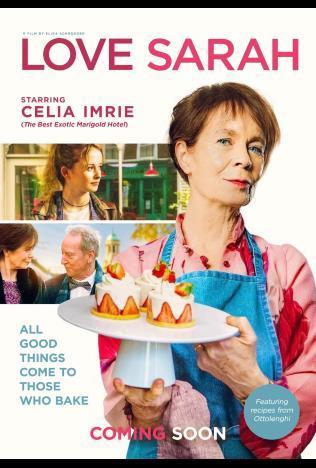 A FILM BY ELIZA SCHROEDER
LOVE SARAH
STARRING
CELIA IMRIE
(The Best Exotic Marigold Hotel)
ALL
GOOD
THINGS
COME TO
THOSE
WHO BAKE
Featuring
recipes from
Ottolenghi
COMING SOON